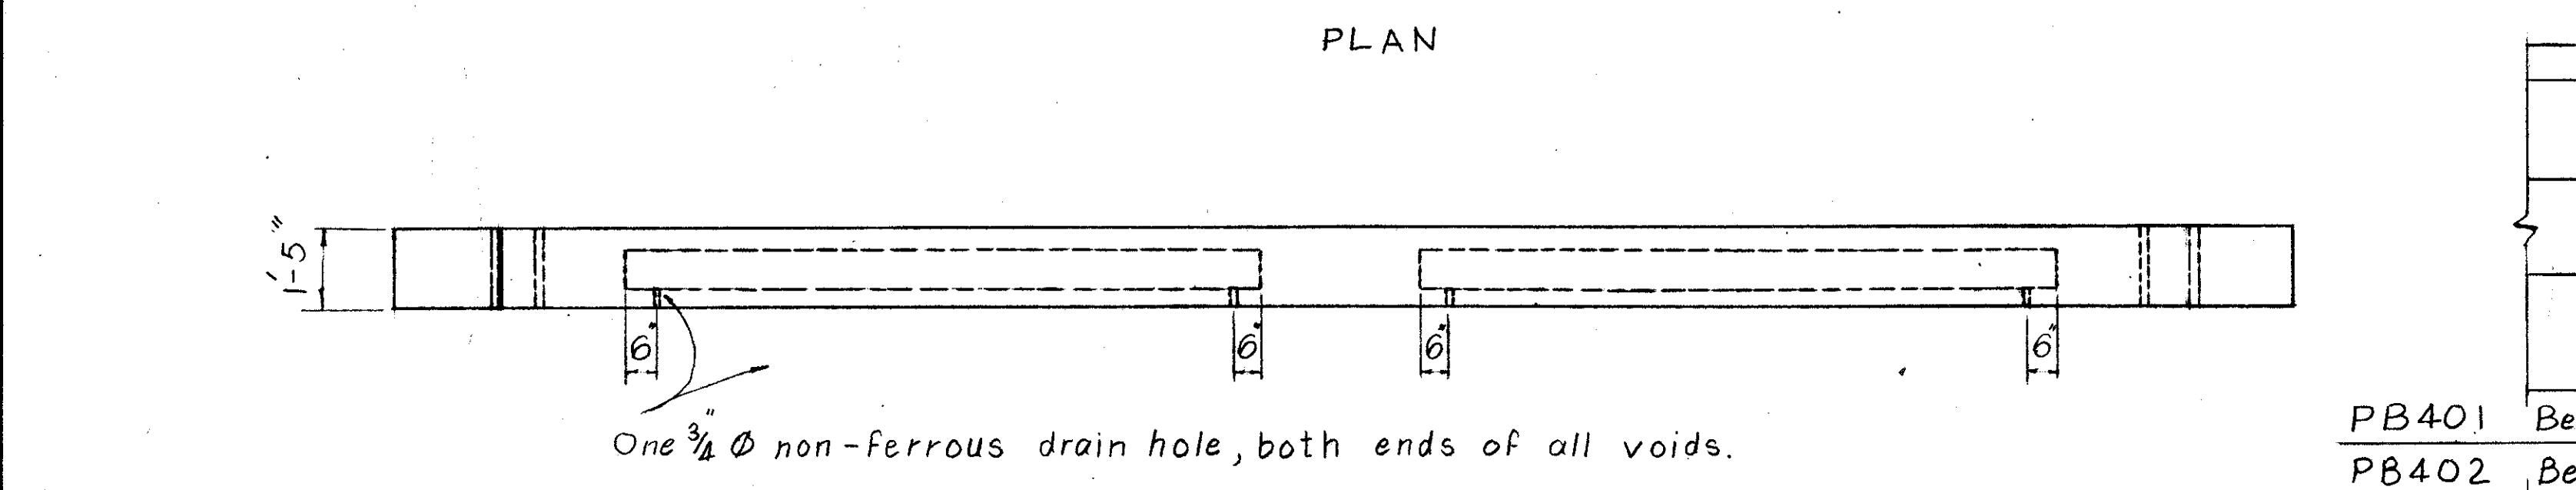 PLAN
1'-5"
6"
6"
6"
6"
One 3/4" Ø non-ferrous drain hole, both ends of all voids.
PB401 Be
PB402 Be